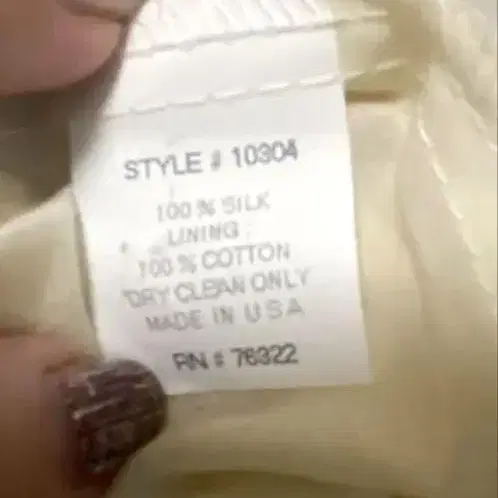 STYLE # 10304
100 % SILK
LINING
100 % COTTON
DRY CLEAN ONLY
MADE IN USA
RN # 76322